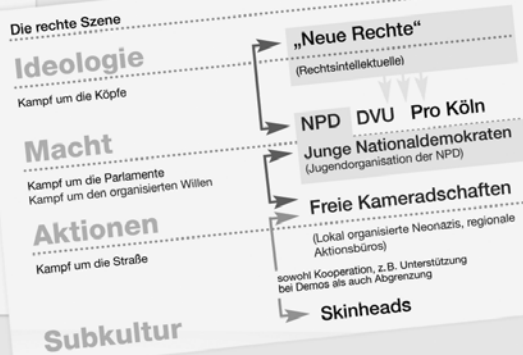 Die rechte Szene
Ideologie
Kampf um die Köpfe
„Neue Rechte“
(Rechtsintellektuelle)
Macht
Kampf um die Parlamente
Kampf um den organisierten Willen
NPD DVU Pro Köln
Junge Nationaldemokraten
(Jugendorganisation der NPD)
Aktionen
Kampf um die Straße
Freie Kameradschaften
(Lokal organisierte Neonazis, regionale
Aktionsbüros)
sowohl Kooperation, z.B. Unterstützung
bei Demos als auch Abgrenzung
Subkultur
Skinheads